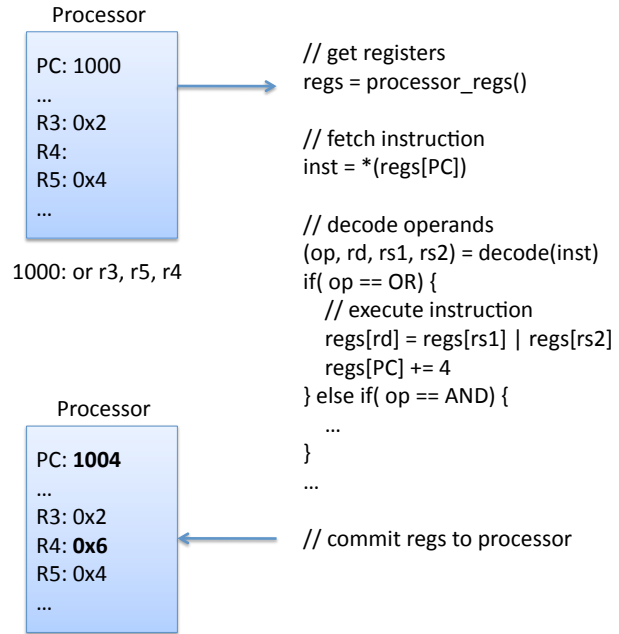 Processor
PC: 1000
...
R3: 0x2
R4:
R5: 0x4
...
1000: or r3, r5, r4
// get registers
regs = processor_regs()
// fetch instruction
inst = *(regs[PC])
// decode operands
(op, rd, rs1, rs2) = decode(inst)
if( op == OR) {
// execute instruction
regs[rd] = regs[rs1] | regs[rs2]
regs[PC] += 4
} else if( op == AND) {
...
}
...
// commit regs to processor
Processor
PC: 1004
...
R3: 0x2
R4: 0x6
R5: 0x4
...